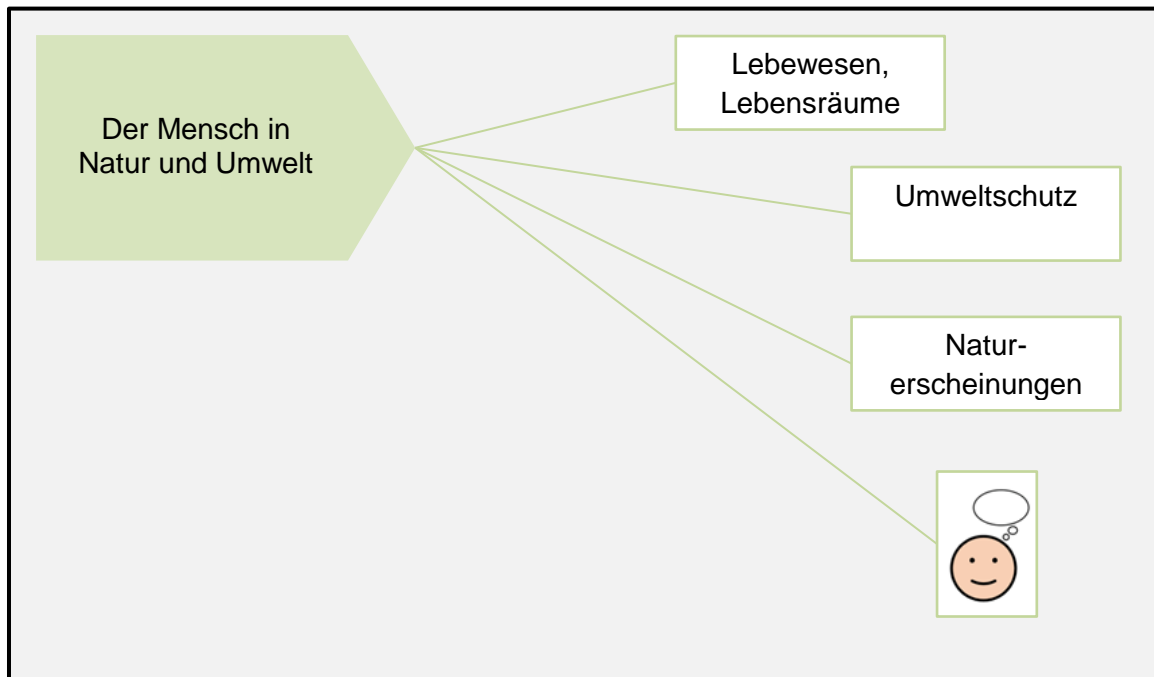 Der Mensch in
Natur und Umwelt
Lebewesen,
Lebensräume
Umweltschutz
Natur-
erscheinungen